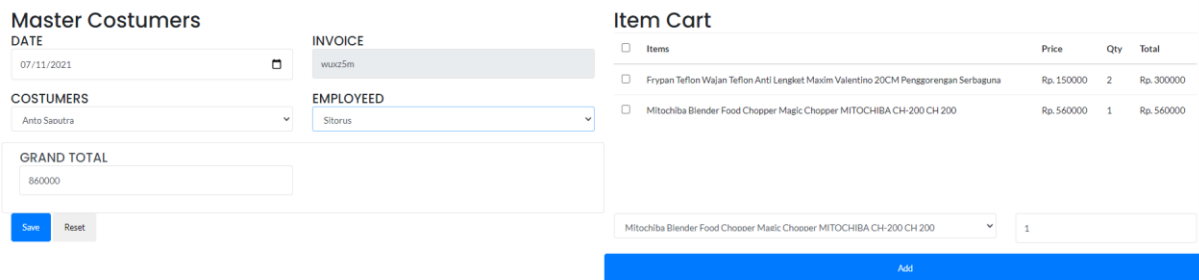 Master Costumers
DATE
INVOICE
07/11/2021
wuxz5m
COSTUMERS
EMPLOYEED
Anto Saputra
Sitorus
GRAND TOTAL
860000
Save
Reset
Item Cart
Items Price Qty Total
Frypan Teflon Wajan Teflon Anti Lengket Maxim Valentino 20CM Penggorengan Serbaguna Rp. 150000 2 Rp. 300000
Mitochiba Blender Food Chopper Magic Chopper MITOCHIBA CH-200 CH 200 Rp. 560000 1 Rp. 560000
Mitochiba Blender Food Chopper Magic Chopper MITOCHIBA CH-200 CH 200
1
Add